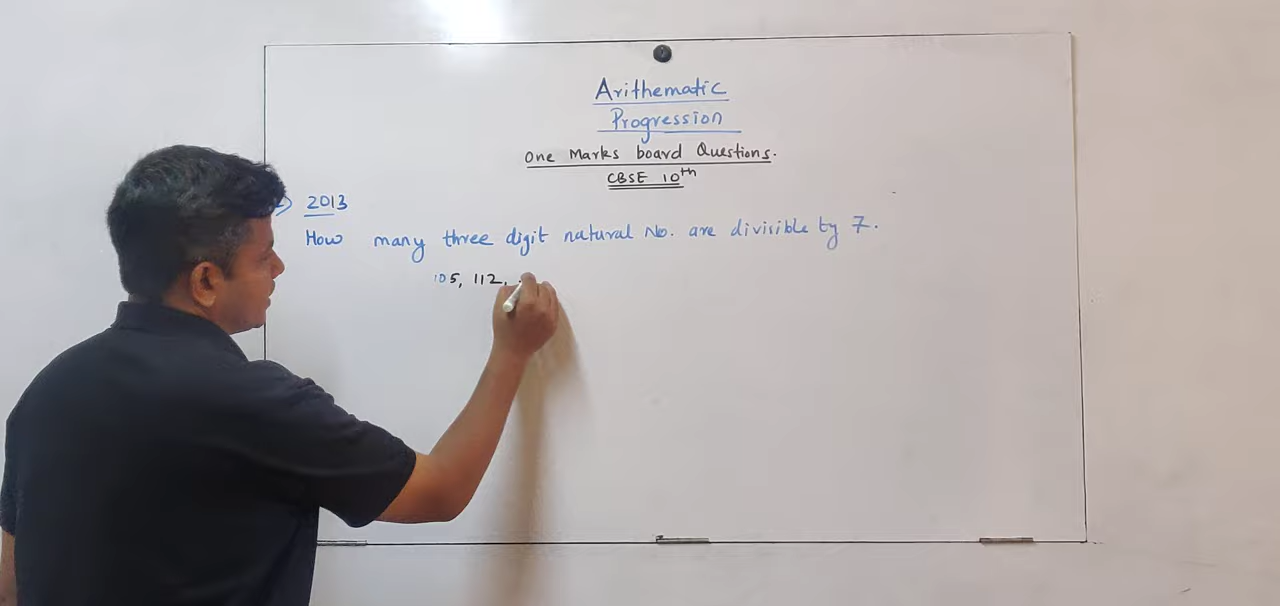 Arithematic
Progression
One Marks board Questions.
CBSE 10th
2013
How many three digit natural No. are divisible by 7.
105, 112,